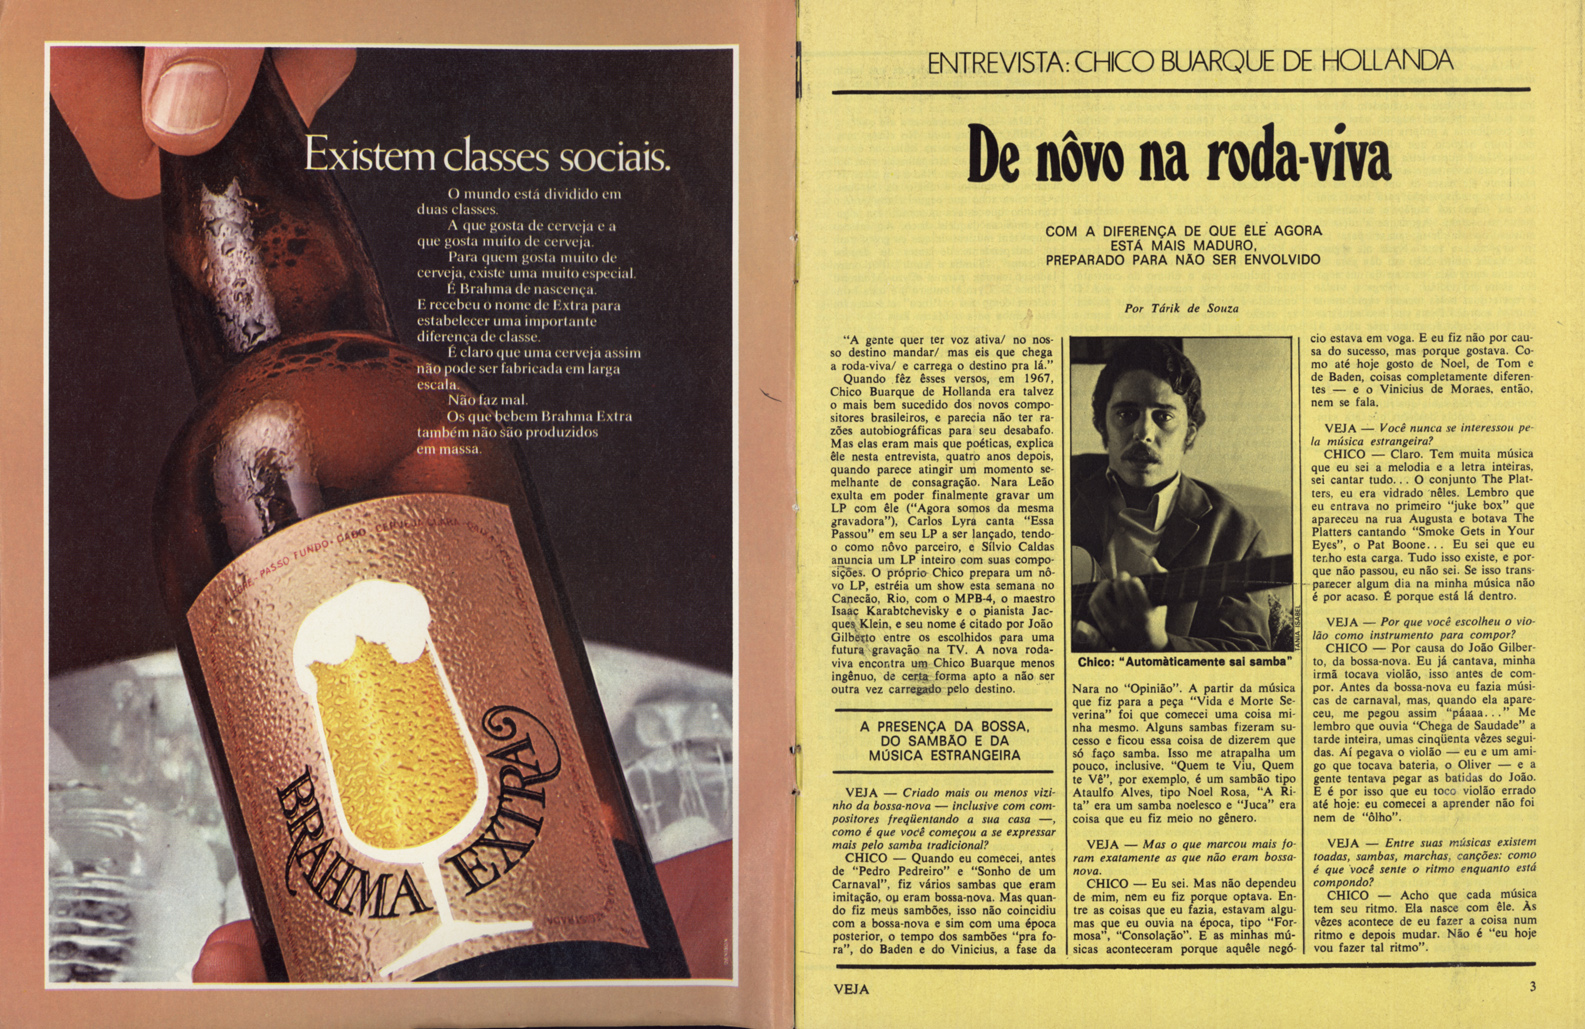 Existem classes sociais.
O mundo está dividido em
duas classes.
A que gosta de cerveja e a
que gosta muito de cerveja.
Para quem gosta muito de
cerveja, existe uma muito especial.
É Brahma de nascença.
E recebeu o nome de Extra para
estabelecer uma importante
diferença de classe.
É claro que uma cerveja assim
não pode ser fabricada em larga
escala.
Não faz mal.
Os que bebem Brahma Extra
também não são produzidos
em massa.
PASSO FUNDO · CABO · CERVEJA CLARA
BRAHMA EXTRA
ENTREVISTA: CHICO BUARQUE DE HOLLANDA
De nôvo na roda-viva
COM A DIFERENÇA DE QUE ÊLE AGORA
ESTÁ MAIS MADURO,
PREPARADO PARA NÃO SER ENVOLVIDO
Por Tárik de Souza
“A gente quer ter voz ativa/ no nos-
so destino mandar/ mas eis que chega
a roda-viva/ e carrega o destino pra lá.”
Quando fêz êsses versos, em 1967,
Chico Buarque de Hollanda era talvez
o mais bem sucedido dos novos compo-
sitores brasileiros, e parecia não ter ra-
zões autobiográficas para seu desabafo.
Mas elas eram mais que poéticas, explica
êle nesta entrevista, quatro anos depois,
quando parece atingir um momento se-
melhante de consagração. Nara Leão
exulta em poder finalmente gravar um
LP com êle (“Agora somos da mesma
gravadora”), Carlos Lyra canta “Essa
Passou” em seu LP a ser lançado, tendo-
o como nôvo parceiro, e Sílvio Caldas
anuncia um LP inteiro com suas compo-
sições. O próprio Chico prepara um nô-
vo LP, estréia um show esta semana no
Canecão, Rio, com o MPB-4, o maestro
Isaac Karabtchevisky e o pianista Jac-
ques Klein, e seu nome é citado por João
Gilberto entre os escolhidos para uma
futura gravação na TV. A nova roda-
viva encontra um Chico Buarque menos
ingênuo, de certa forma apto a não ser
outra vez carregado pelo destino.
A PRESENÇA DA BOSSA,
DO SAMBÃO E DA
MÚSICA ESTRANGEIRA
VEJA — Criado mais ou menos vizi-
nho da bossa-nova — inclusive com com-
positores freqüentando a sua casa —,
como é que você começou a se expressar
mais pelo samba tradicional?
CHICO — Quando eu comecei, antes
de “Pedro Pedreiro” e “Sonho de um
Carnaval”, fiz vários sambas que eram
imitação, ou eram bossa-nova. Mas quan-
do fiz meus sambões, isso não coincidiu
com a bossa-nova e sim com uma época
posterior, o tempo dos sambões “pra fo-
ra”, do Baden e do Vinicius, a fase da
TANIA ISABEL
Chico: “Automàticamente sai samba”
Nara no “Opinião”. A partir da música
que fiz para a peça “Vida e Morte Se-
verina” foi que comecei uma coisa mi-
nha mesmo. Alguns sambas fizeram su-
cesso e ficou essa coisa de dizerem que
só faço samba. Isso me atrapalha um
pouco, inclusive. “Quem te Viu, Quem
te Vê”, por exemplo, é um sambão tipo
Ataulfo Alves, tipo Noel Rosa, “A Ri-
ta” era um samba noelesco e “Juca” era
coisa que eu fiz meio no gênero.
VEJA — Mas o que marcou mais fo-
ram exatamente as que não eram bossa-
nova.
CHICO — Eu sei. Mas não dependeu
de mim, nem eu fiz porque optava. En-
tre as coisas que eu fazia, estavam algu-
mas que eu ouvia na época, tipo “For-
mosa”, “Consolação”. E as minhas mú-
sicas aconteceram porque aquêle negó-
cio estava em voga. E eu fiz não por cau-
sa do sucesso, mas porque gostava. Co-
mo até hoje gosto de Noel, de Tom e
de Baden, coisas completamente diferen-
tes — e o Vinicius de Moraes, então,
nem se fala.
VEJA — Você nunca se interessou pe-
la música estrangeira?
CHICO — Claro. Tem muita música
que eu sei a melodia e a letra inteiras,
sei cantar tudo... O conjunto The Plat-
ters, eu era vidrado nêles. Lembro que
eu entrava no primeiro “juke box” que
apareceu na rua Augusta e botava The
Platters cantando “Smoke Gets in Your
Eyes”, o Pat Boone... Eu sei que eu
tenho esta carga. Tudo isso existe, e por-
que não passou, eu não sei. Se isso trans-
parecer algum dia na minha música não
é por acaso. É porque está lá dentro.
VEJA — Por que você escolheu o vio-
lão como instrumento para compor?
CHICO — Por causa do João Gilber-
to, da bossa-nova. Eu já cantava, minha
irmã tocava violão, isso antes de com-
por. Antes da bossa-nova eu fazia músi-
cas de carnaval, mas, quando ela apare-
ceu, me pegou assim “páaaa...” Me
lembro que ouvia “Chega de Saudade” a
tarde inteira, umas cinqüenta vêzes segui-
das. Aí pegava o violão — eu e um ami-
go que tocava bateria, o Oliver — e a
gente tentava pegar as batidas do João.
E é por isso que eu toco violão errado
até hoje: eu comecei a aprender não foi
nem de “ôlho”.
VEJA — Entre suas músicas existem
toadas, sambas, marchas, canções: como
é que você sente o ritmo enquanto está
compondo?
CHICO — Acho que cada música
tem seu ritmo. Ela nasce com êle. Às
vêzes acontece de eu fazer a coisa num
ritmo e depois mudar. Não é “eu hoje
vou fazer tal ritmo”.
VEJA
3